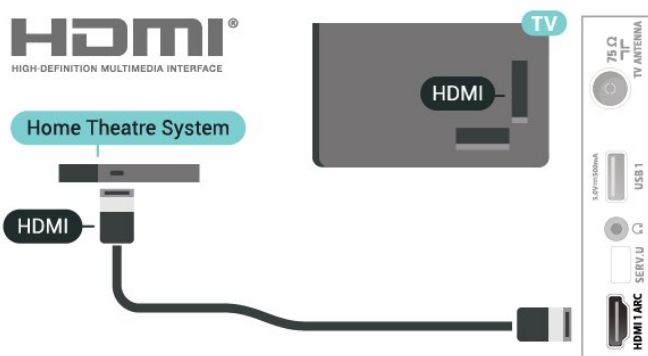 HDMI®
HIGH-DEFINITION MULTIMEDIA INTERFACE
TV
HDMI
Home Theatre System
HDMI
75 Ω
TV ANTENNA
5.0V⎓500mA
USB 1
SERV.U
HDMI 1 ARC